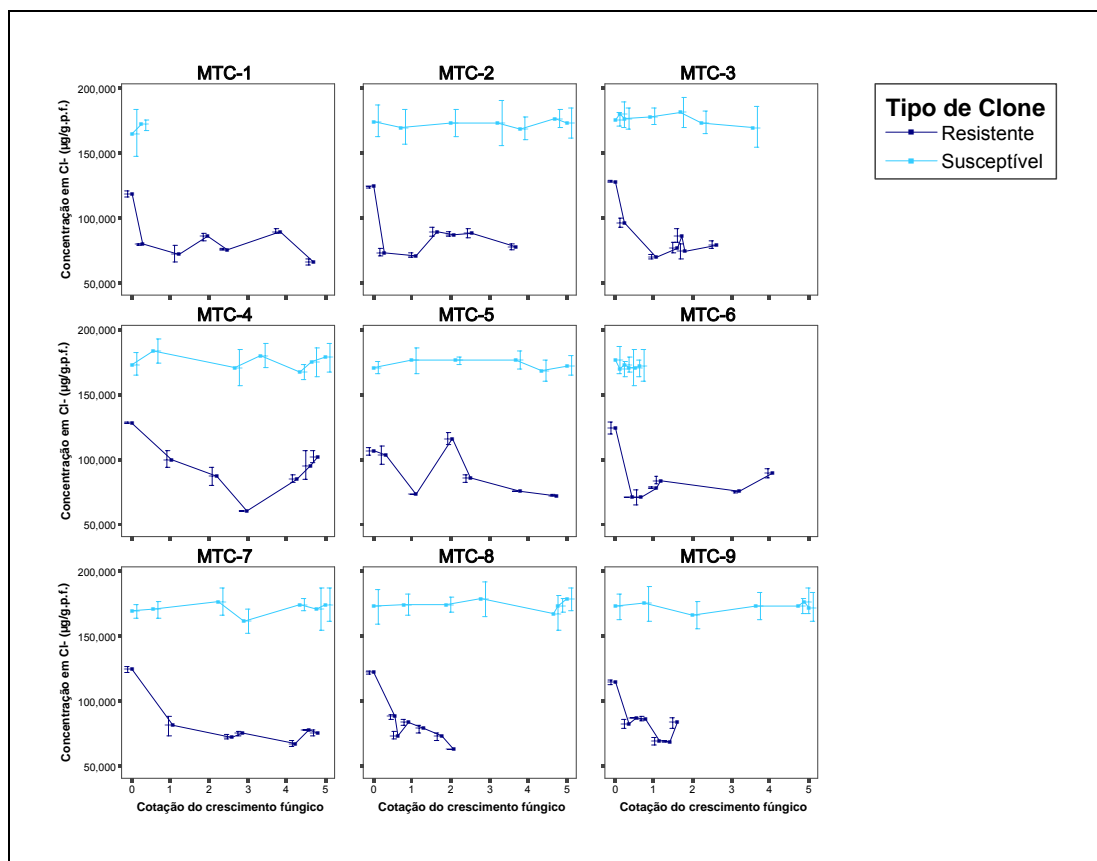 MTC-1
MTC-2
MTC-3
Concentração em Cl- (µg/g.p.f.)
200,000
150,000
100,000
50,000
Tipo de Clone
Resistente
Susceptível
MTC-4
MTC-5
MTC-6
Concentração em Cl- (µg/g.p.f.)
200,000
150,000
100,000
50,000
MTC-7
MTC-8
MTC-9
Concentração em Cl- (µg/g.p.f.)
200,000
150,000
100,000
50,000
0 1 2 3 4 5
0 1 2 3 4 5
0 1 2 3 4 5
Cotação do crescimento fúngico
Cotação do crescimento fúngico
Cotação do crescimento fúngico